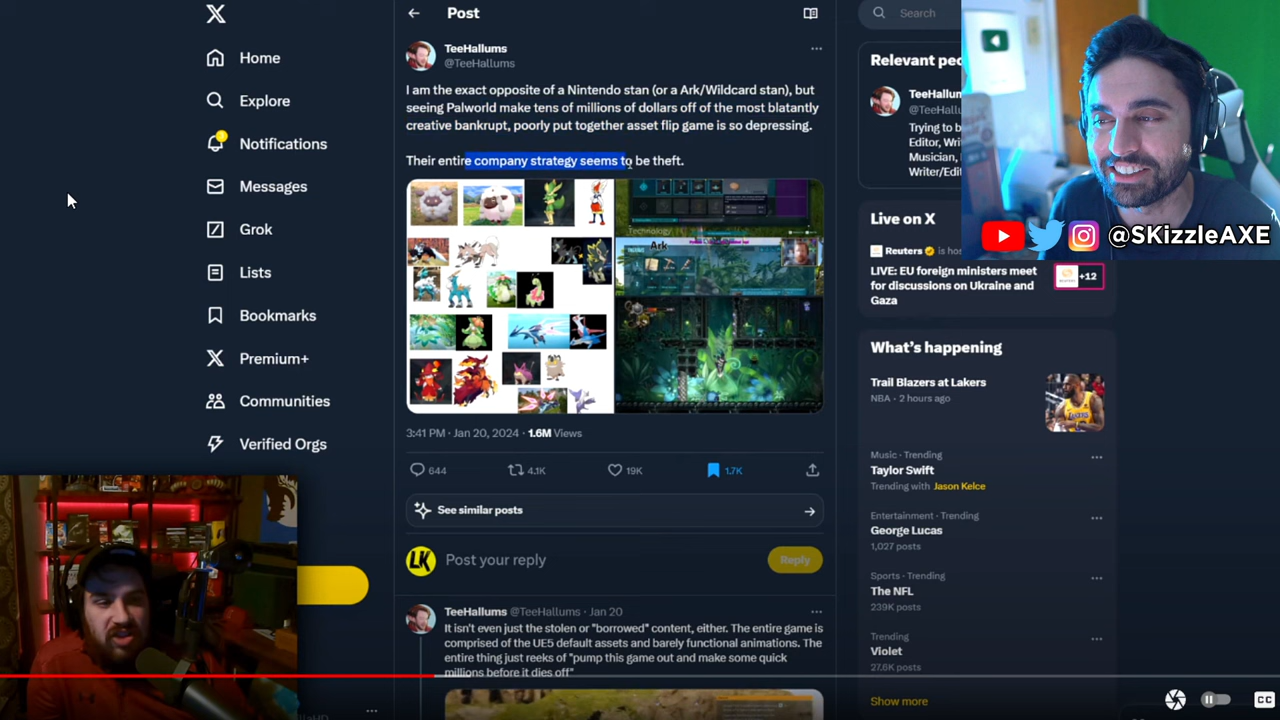 Home
Explore
Notifications
Messages
Grok
Lists
Bookmarks
Premium+
Communities
Verified Orgs
Post
TeeHallums
@TeeHallums
I am the exact opposite of a Nintendo stan (or a Ark/Wildcard stan), but
seeing Palworld make tens of millions of dollars off of the most blatantly
creative bankrupt, poorly put together asset flip game is so depressing.
Their entire company strategy seems to be theft.
Technology
Ark
3:41 PM · Jan 20, 2024 · 1.6M Views
644
4.1K
19K
1.7K
See similar posts
LK
Post your reply
Reply
TeeHallums @TeeHallums · Jan 20
It isn't even just the stolen or "borrowed" content, either. The entire game is
comprised of the UE5 default assets and barely functional animations. The
entire thing just reeks of "pump this game out and make some quick
millions before it dies off"
Search
Relevant peo
TeeHallum
@TeeHallu
Trying to b
Editor, Writ
Musician,
Writer/Edi
@SKizzleAXE
Live on X
Reuters is hos
LIVE: EU foreign ministers meet
for discussions on Ukraine and
Gaza
+12
What's happening
Trail Blazers at Lakers
NBA · 2 hours ago
Music · Trending
Taylor Swift
Trending with Jason Kelce
Entertainment · Trending
George Lucas
1,027 posts
Sports · Trending
The NFL
239K posts
Trending
Violet
27.6K posts
Show more
CC